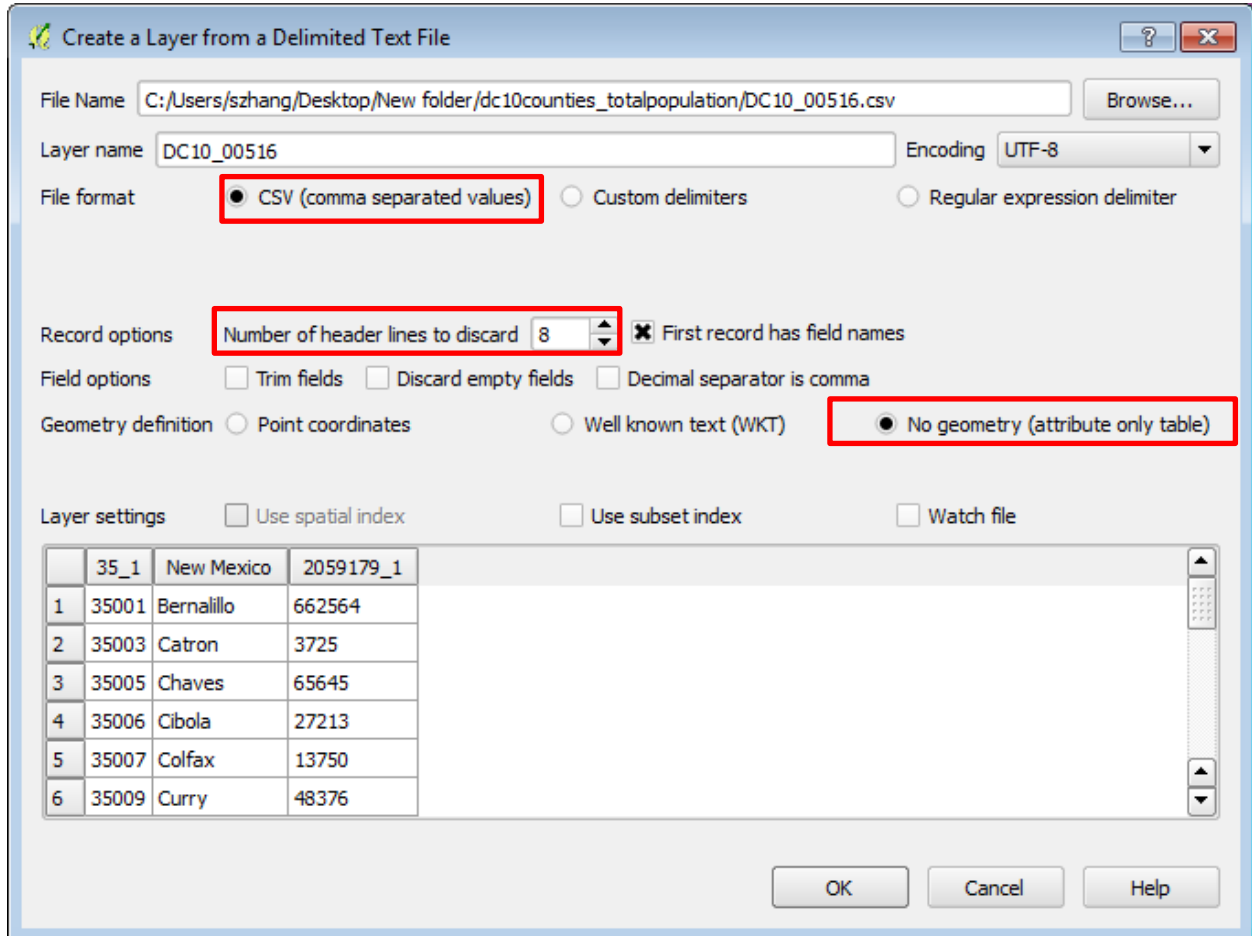 Create a Layer from a Delimited Text File
File Name C:/Users/szhang/Desktop/New folder/dc10counties_totalpopulation/DC10_00516.csv Browse...
Layer name DC10_00516 Encoding UTF-8
File format CSV (comma separated values) Custom delimiters Regular expression delimiter
Record options Number of header lines to discard 8 First record has field names
Field options Trim fields Discard empty fields Decimal separator is comma
Geometry definition Point coordinates Well known text (WKT) No geometry (attribute only table)
Layer settings Use spatial index Use subset index Watch file
35_1 New Mexico 2059179_1
1 35001 Bernalillo 662564
2 35003 Catron 3725
3 35005 Chaves 65645
4 35006 Cibola 27213
5 35007 Colfax 13750
6 35009 Curry 48376
OK Cancel Help